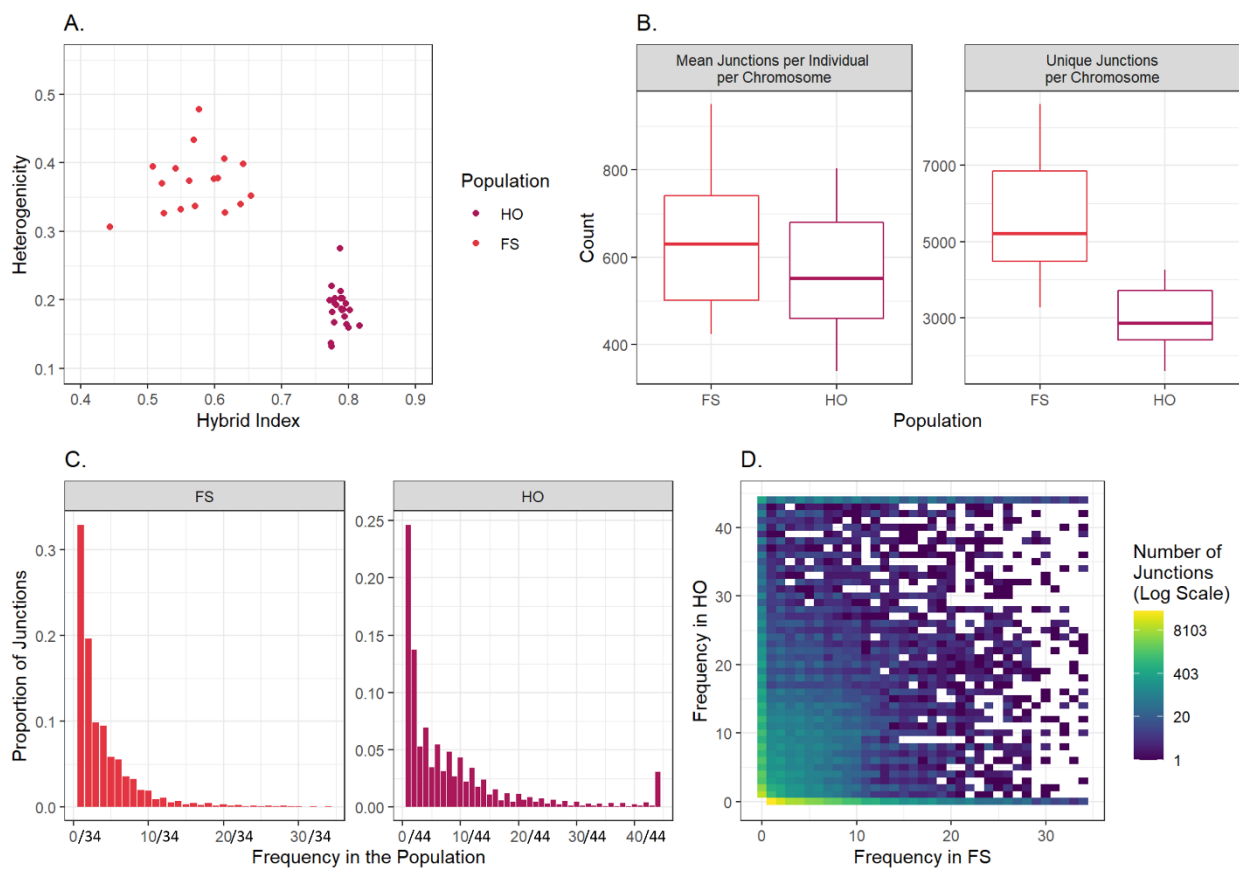 A.
Heterogenicity
0.5
0.4
0.3
0.2
0.1
0.4 0.5 0.6 0.7 0.8 0.9
Hybrid Index
Population
HO
FS
B.
Mean Junctions per Individual
per Chromosome
Unique Junctions
per Chromosome
Count
800
600
400
7000
5000
3000
FS HO
FS HO
Population
C.
FS
HO
Proportion of Junctions
0.3
0.2
0.1
0.0
0.25
0.20
0.15
0.10
0.05
0.00
0/34 10/34 20/34 30/34
0/44 10/44 20/44 30/44 40/44
Frequency in the Population
D.
Frequency in HO
40
30
20
10
0
0 10 20 30
Frequency in FS
Number of
Junctions
(Log Scale)
8103
403
20
1